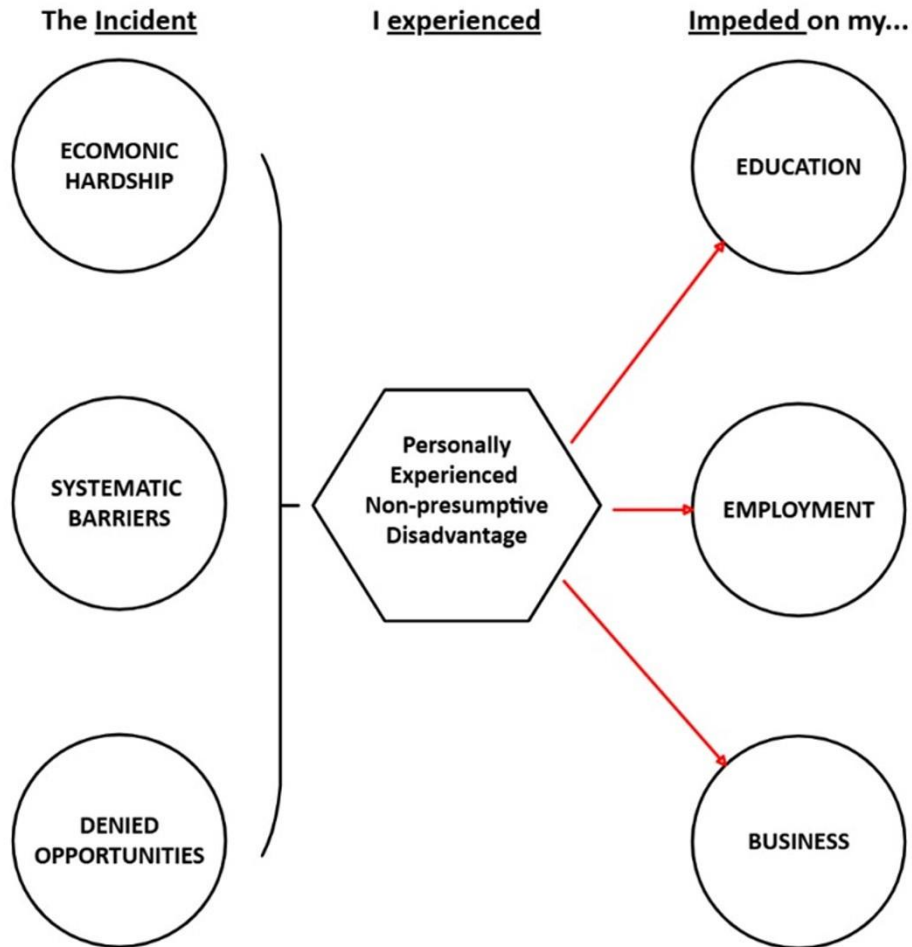 The Incident
I experienced
Impeded on my...
ECOMONIC
HARDSHIP
EDUCATION
SYSTEMATIC
BARRIERS
Personally
Experienced
Non-presumptive
Disadvantage
EMPLOYMENT
DENIED
OPPORTUNITIES
BUSINESS